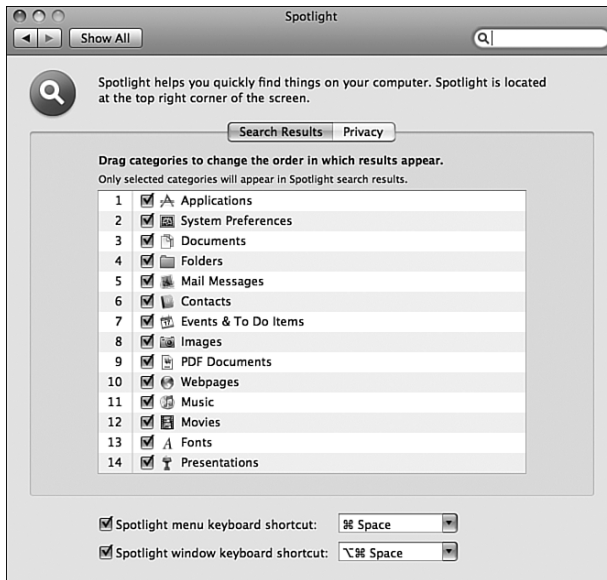 Spotlight
Show All
Spotlight helps you quickly find things on your computer. Spotlight is located
at the top right corner of the screen.
Search Results Privacy
Drag categories to change the order in which results appear.
Only selected categories will appear in Spotlight search results.
1 Applications
2 System Preferences
3 Documents
4 Folders
5 Mail Messages
6 Contacts
7 Events & To Do Items
8 Images
9 PDF Documents
10 Webpages
11 Music
12 Movies
13 Fonts
14 Presentations
Spotlight menu keyboard shortcut: ⌘ Space
Spotlight window keyboard shortcut: ⌥⌘ Space